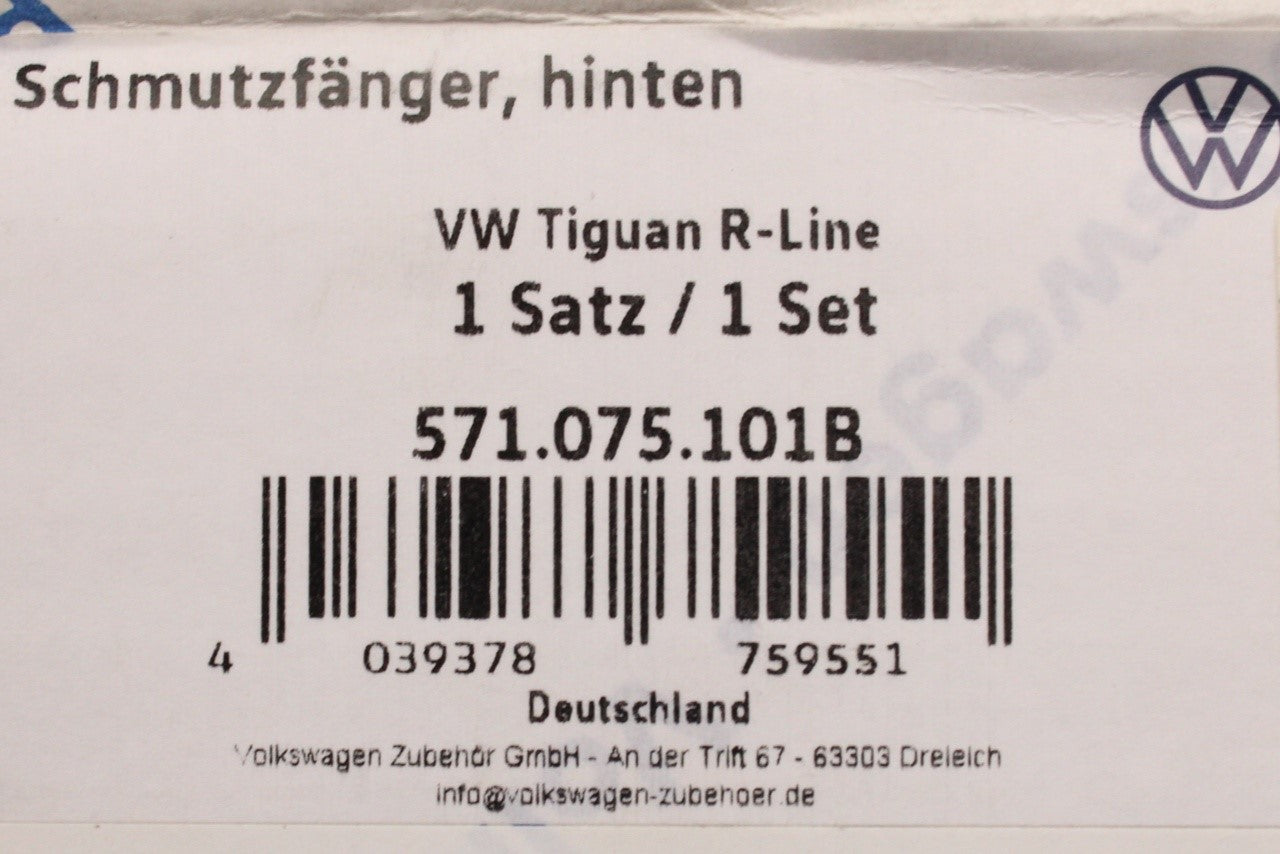 Schmutzfänger, hinten
VW
VW Tiguan R-Line
1 Satz / 1 Set
571.075.101B
4 039378 759551
Deutschland
Volkswagen Zubehör GmbH - An der Trift 67 - 63303 Dreieich
info@volkswagen-zubehoer.de